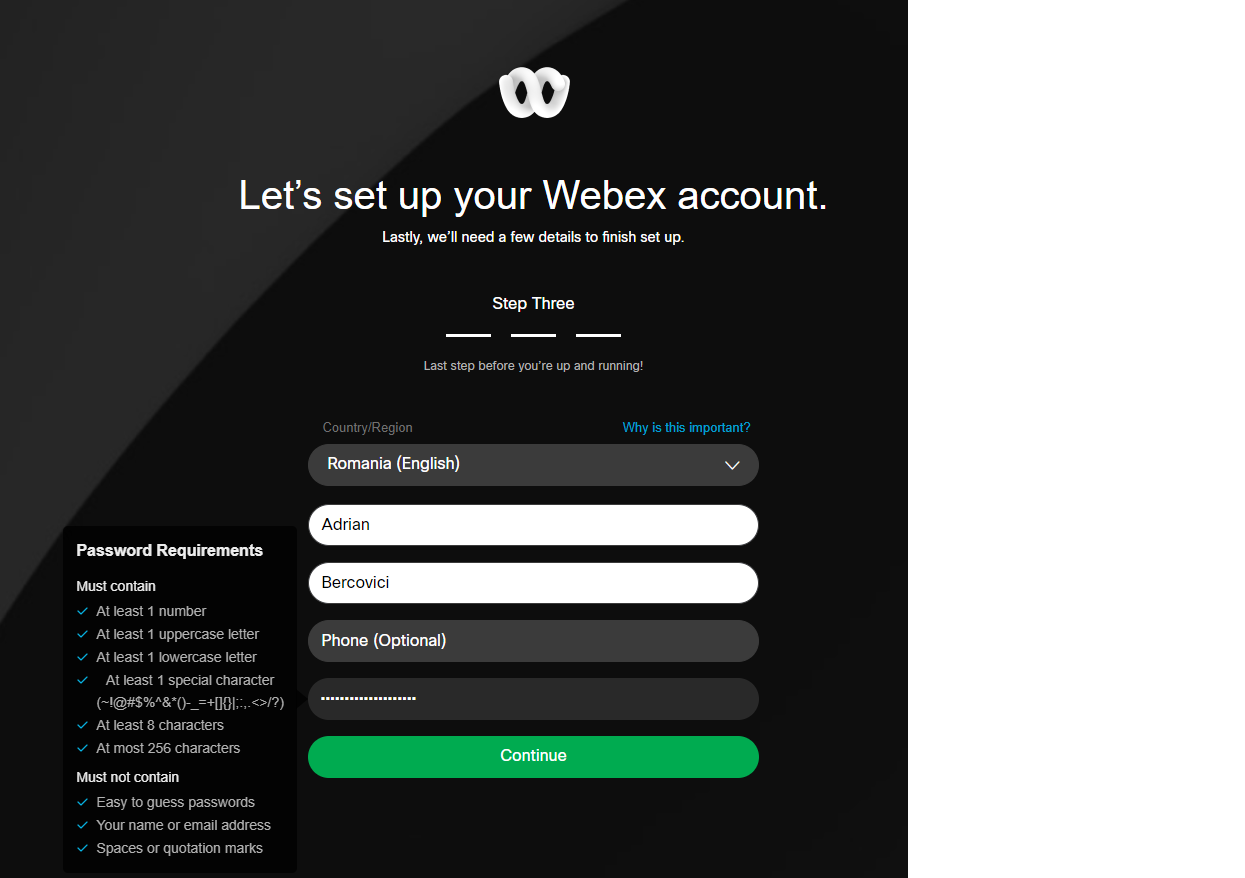 Let’s set up your Webex account.
Lastly, we’ll need a few details to finish set up.
Step Three
Last step before you’re up and running!
Country/Region
Why is this important?
Romania (English)
Adrian
Bercovici
Phone (Optional)
••••••••••••••••••••
Continue
Password Requirements
Must contain
At least 1 number
At least 1 uppercase letter
At least 1 lowercase letter
At least 1 special character
(~!@#$%^&*()-_=+[]{}|;:,.<>/?)
At least 8 characters
At most 256 characters
Must not contain
Easy to guess passwords
Your name or email address
Spaces or quotation marks